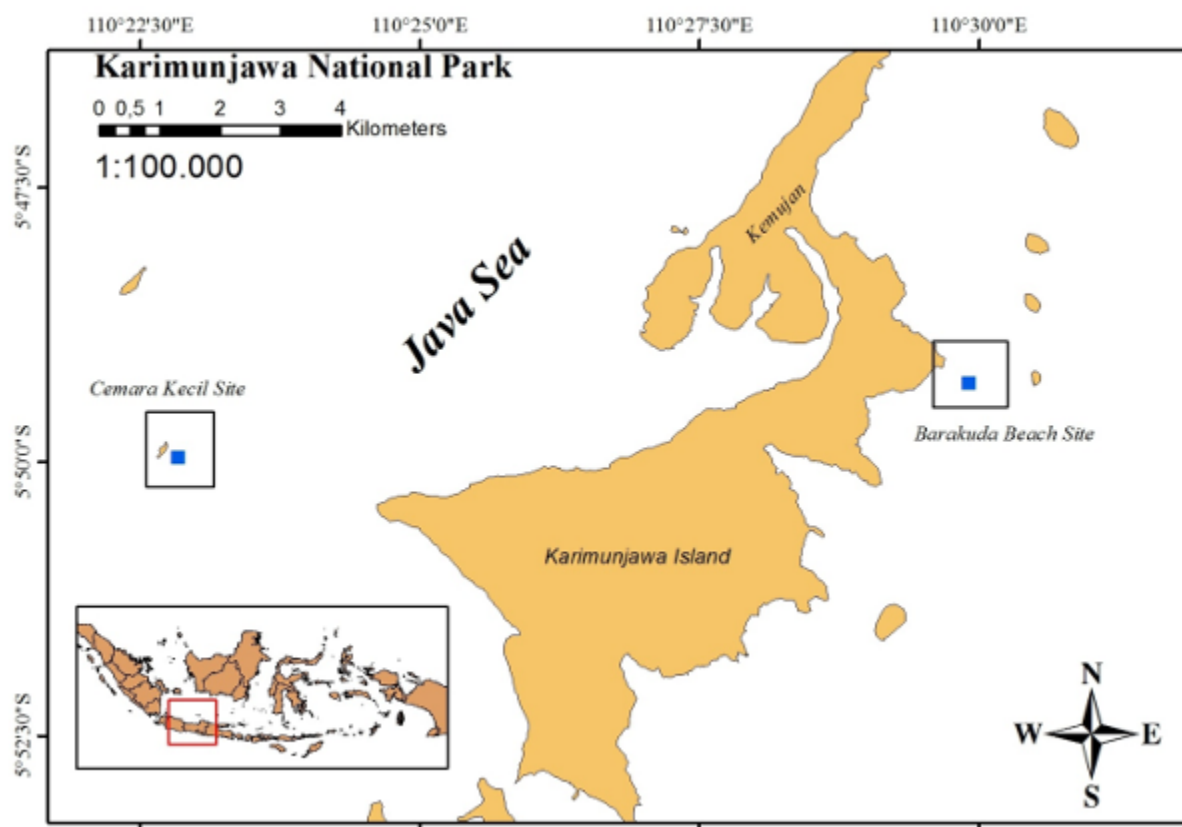 110°22'30"E 110°25'0"E 110°27'30"E 110°30'0"E
Karimunjawa National Park
0 0,5 1 2 3 4
Kilometers
1:100.000
5°47'30"S
Kemujan
Java Sea
Cemara Kecil Site
Barakuda Beach Site
5°50'0"S
Karimunjawa Island
5°52'30"S
N
W E
S